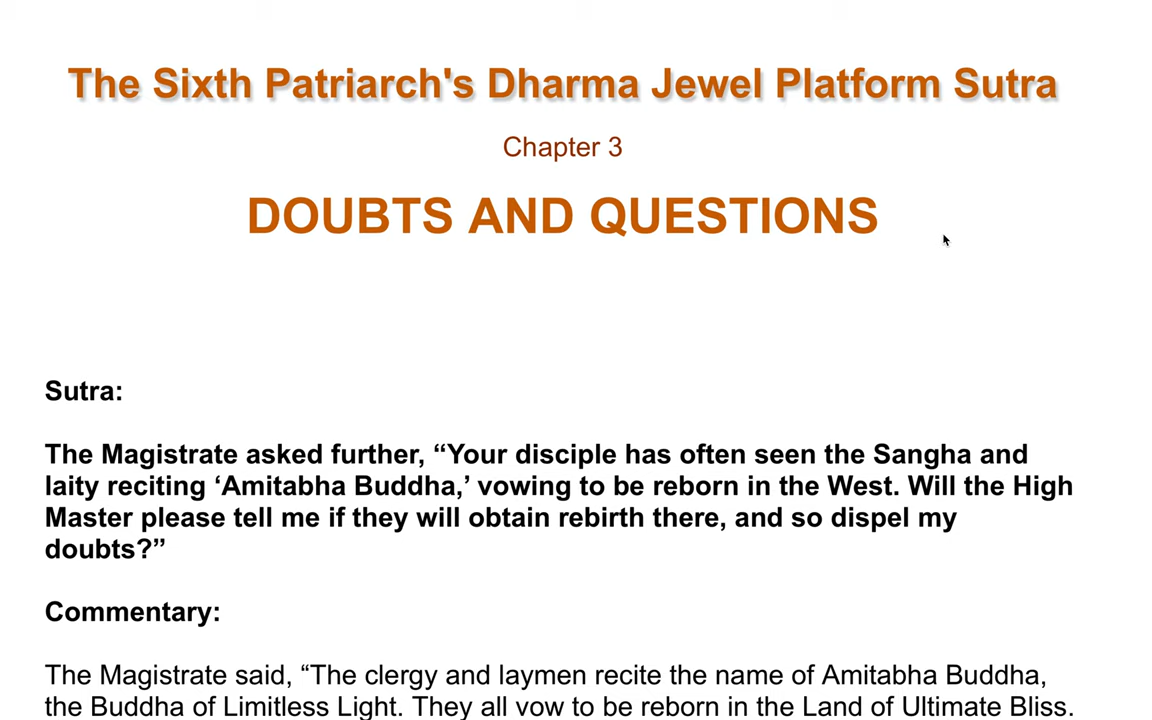 The Sixth Patriarch's Dharma Jewel Platform Sutra
Chapter 3
DOUBTS AND QUESTIONS
Sutra:
The Magistrate asked further, “Your disciple has often seen the Sangha and
laity reciting ‘Amitabha Buddha,’ vowing to be reborn in the West. Will the High
Master please tell me if they will obtain rebirth there, and so dispel my
doubts?”
Commentary:
The Magistrate said, “The clergy and laymen recite the name of Amitabha Buddha,
the Buddha of Limitless Light. They all vow to be reborn in the Land of Ultimate Bliss.